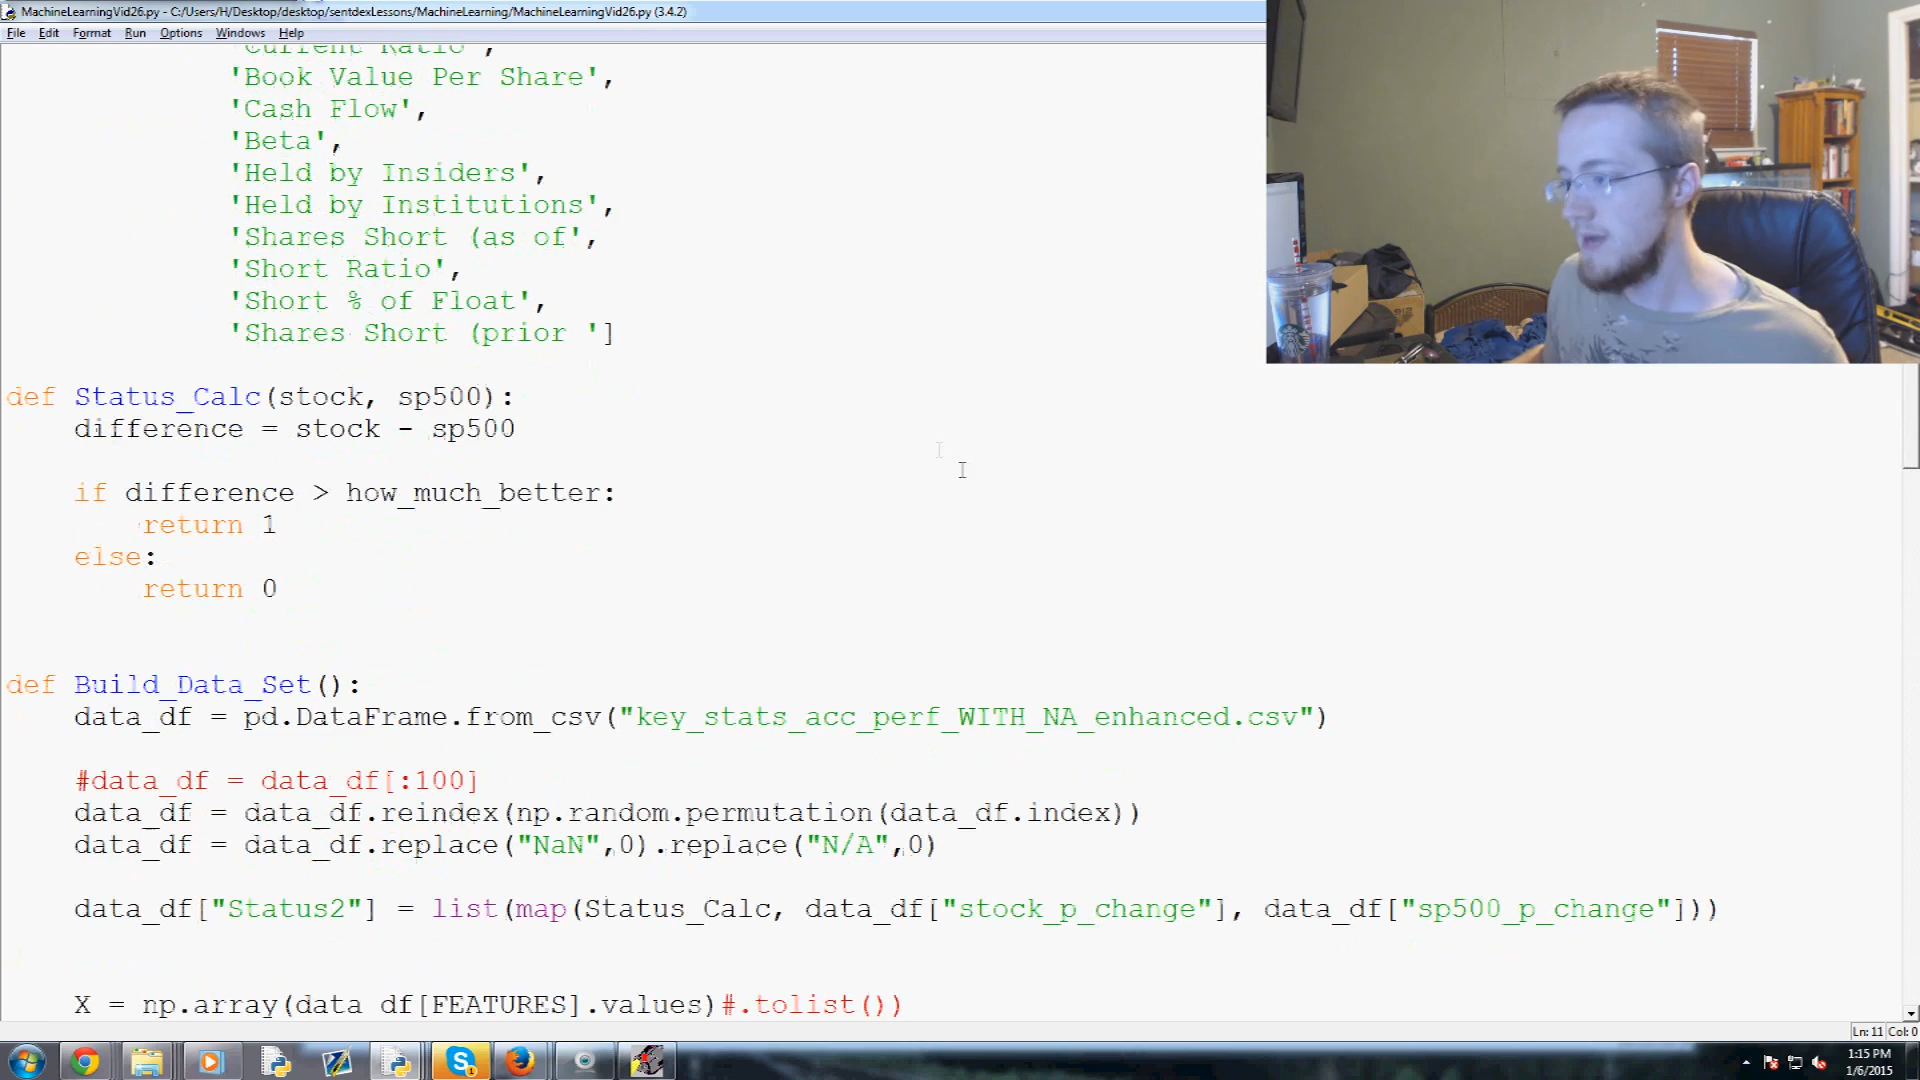 MachineLearningVid26.py - C:/Users/H/Desktop/desktop/sentdexLessons/MachineLearning/MachineLearningVid26.py (3.4.2)
File Edit Format Run Options Windows Help
'Current Ratio',
'Book Value Per Share',
'Cash Flow',
'Beta',
'Held by Insiders',
'Held by Institutions',
'Shares Short (as of',
'Short Ratio',
'Short % of Float',
'Shares Short (prior ']
def Status_Calc(stock, sp500):
difference = stock - sp500
if difference > how_much_better:
return 1
else:
return 0
def Build_Data_Set():
data_df = pd.DataFrame.from_csv("key_stats_acc_perf_WITH_NA_enhanced.csv")
#data_df = data_df[:100]
data_df = data_df.reindex(np.random.permutation(data_df.index))
data_df = data_df.replace("NaN",0).replace("N/A",0)
data_df["Status2"] = list(map(Status_Calc, data_df["stock_p_change"], data_df["sp500_p_change"]))
X = np.array(data_df[FEATURES].values)#.tolist())
Ln: 11 Col: 0
1:15 PM
1/6/2015